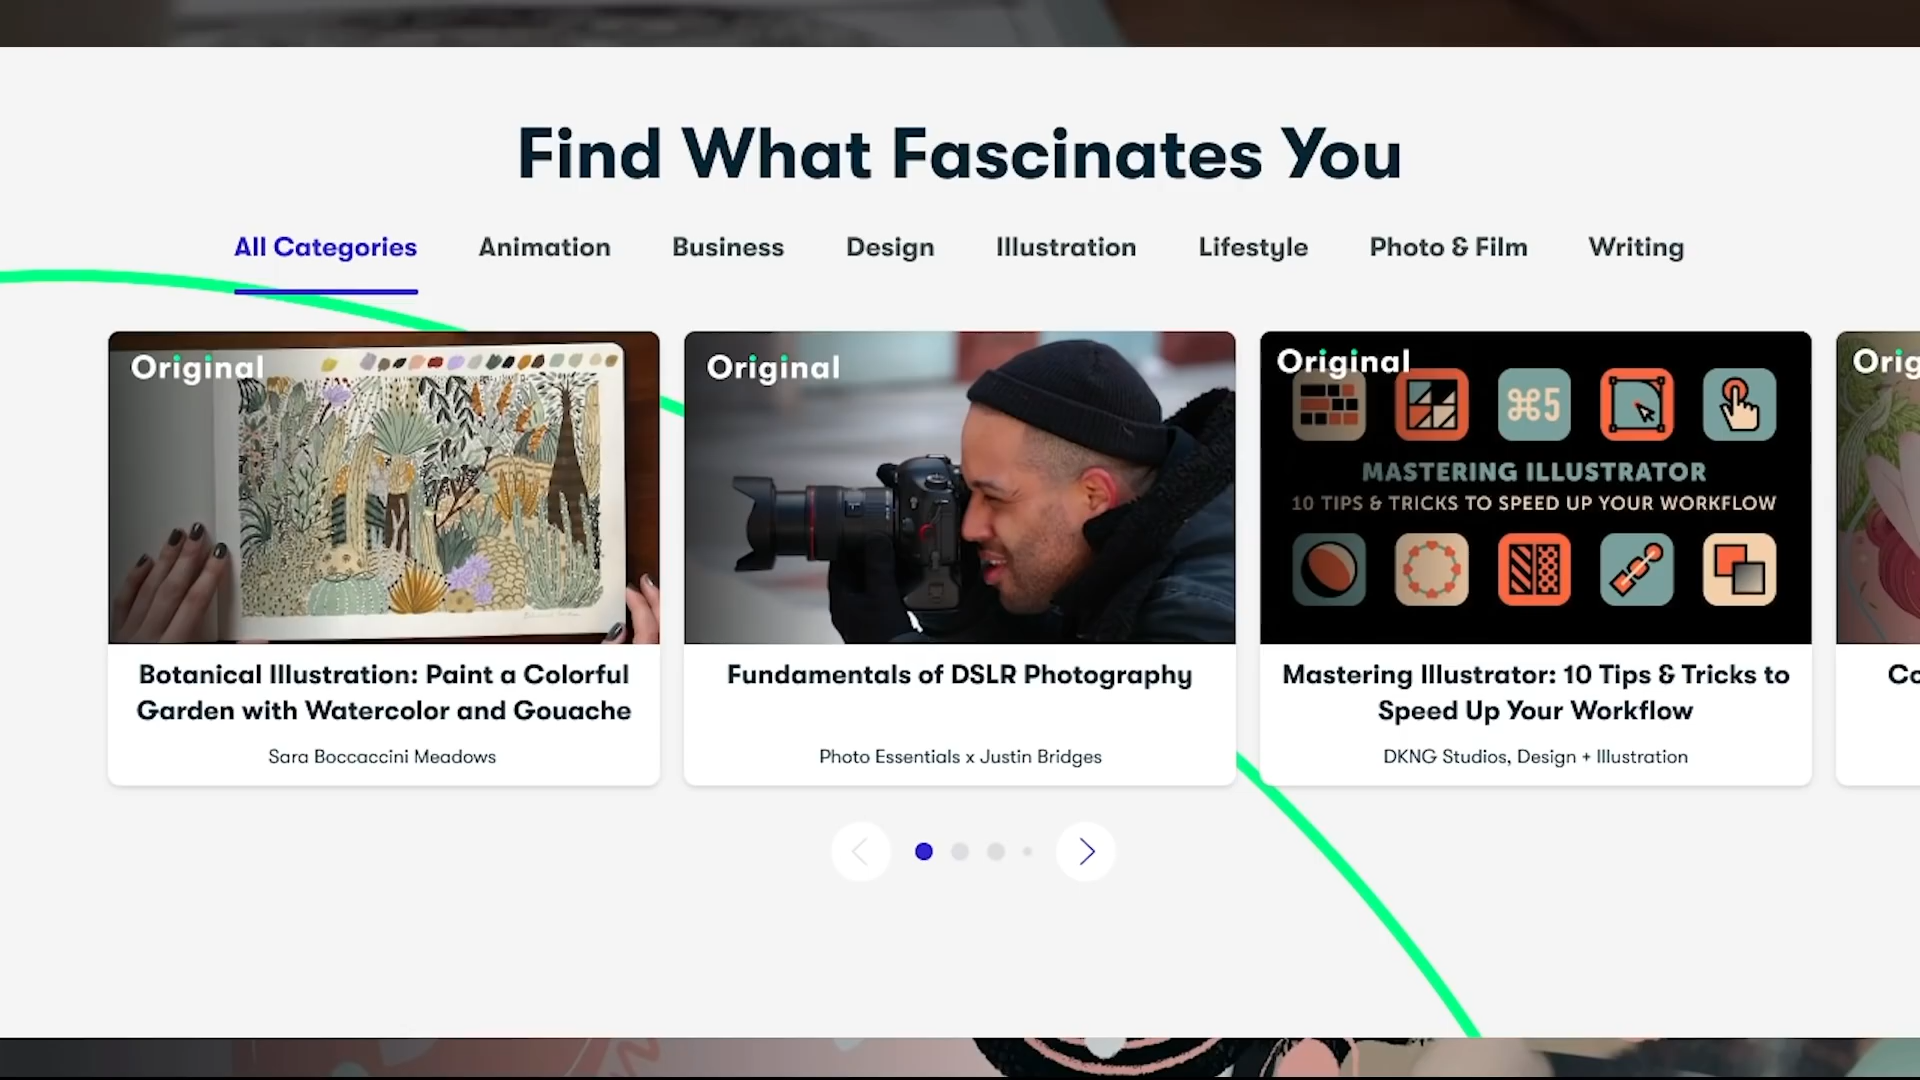 Find What Fascinates You
All Categories Animation Business Design Illustration Lifestyle Photo & Film Writing
Original
Botanical Illustration: Paint a Colorful
Garden with Watercolor and Gouache
Sara Boccaccini Meadows
Original
Fundamentals of DSLR Photography
Photo Essentials x Justin Bridges
Original
⌘5
MASTERING ILLUSTRATOR
10 TIPS & TRICKS TO SPEED UP YOUR WORKFLOW
Mastering Illustrator: 10 Tips & Tricks to
Speed Up Your Workflow
DKNG Studios, Design + Illustration